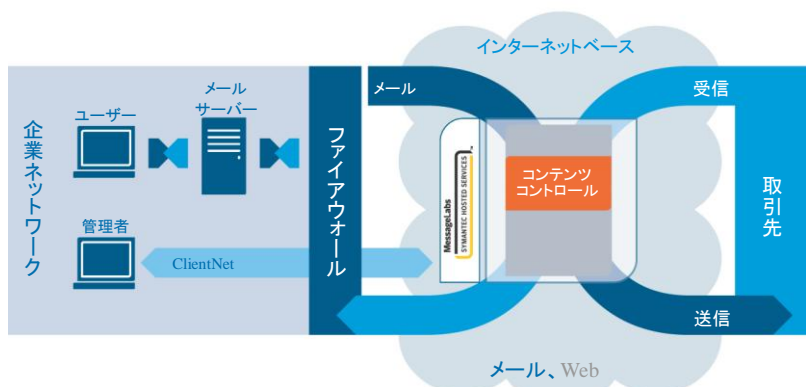 インターネットベース
企業ネットワーク
ユーザー
メール
サーバー
管理者
ClientNet
ファイアウォール
メール
受信
MessageLabs
SYMANTEC HOSTED SERVICES™
コンテンツ
コントロール
取引先
送信
メール、Web